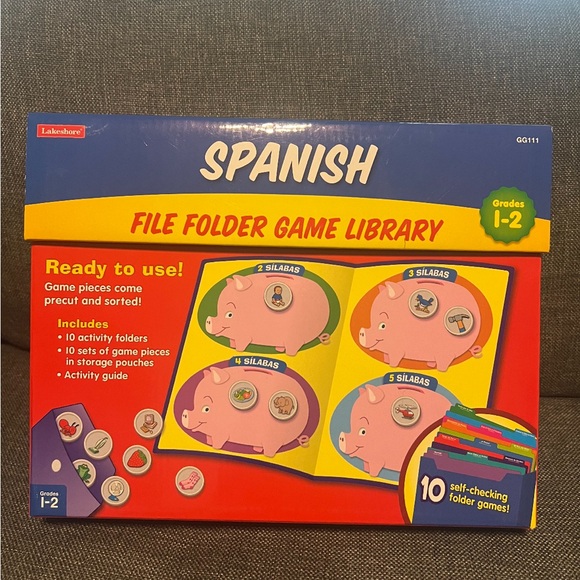 Lakeshore
GG111
SPANISH
FILE FOLDER GAME LIBRARY
Grades
1-2
Ready to use!
Game pieces come
precut and sorted!
Includes
• 10 activity folders
• 10 sets of game pieces
in storage pouches
• Activity guide
2 SÍLABAS
3 SÍLABAS
4 SÍLABAS
5 SÍLABAS
Grades
1-2
10
self-checking
folder games!